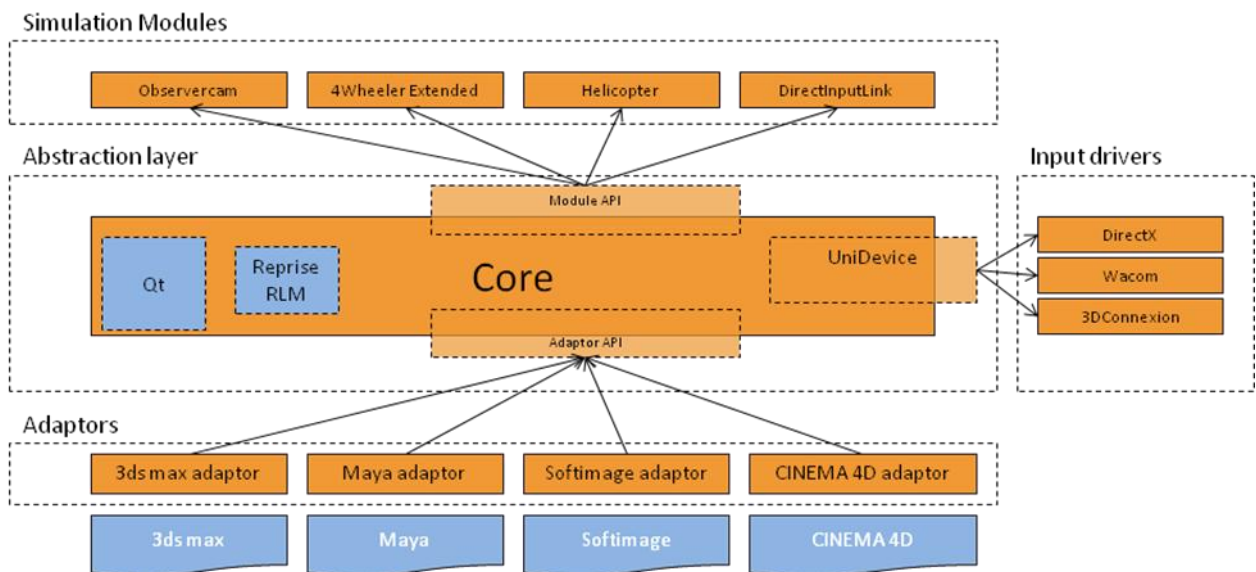 Simulation Modules
Observercam
4Wheeler Extended
Helicopter
DirectInputLink
Abstraction layer
Input drivers
Module API
Qt
Reprise
RLM
Core
UniDevice
DirectX
Wacom
3DConnexion
Adaptor API
Adaptors
3ds max adaptor
Maya adaptor
Softimage adaptor
CINEMA 4D adaptor
3ds max
Maya
Softimage
CINEMA 4D